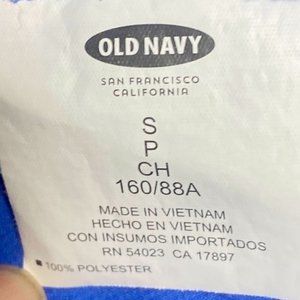 OLD NAVY
SAN FRANCISCO
CALIFORNIA
S
P
CH
160/88A
MADE IN VIETNAM
HECHO EN VIETNAM
CON INSUMOS IMPORTADOS
RN 54023 CA 17897
100% POLYESTER